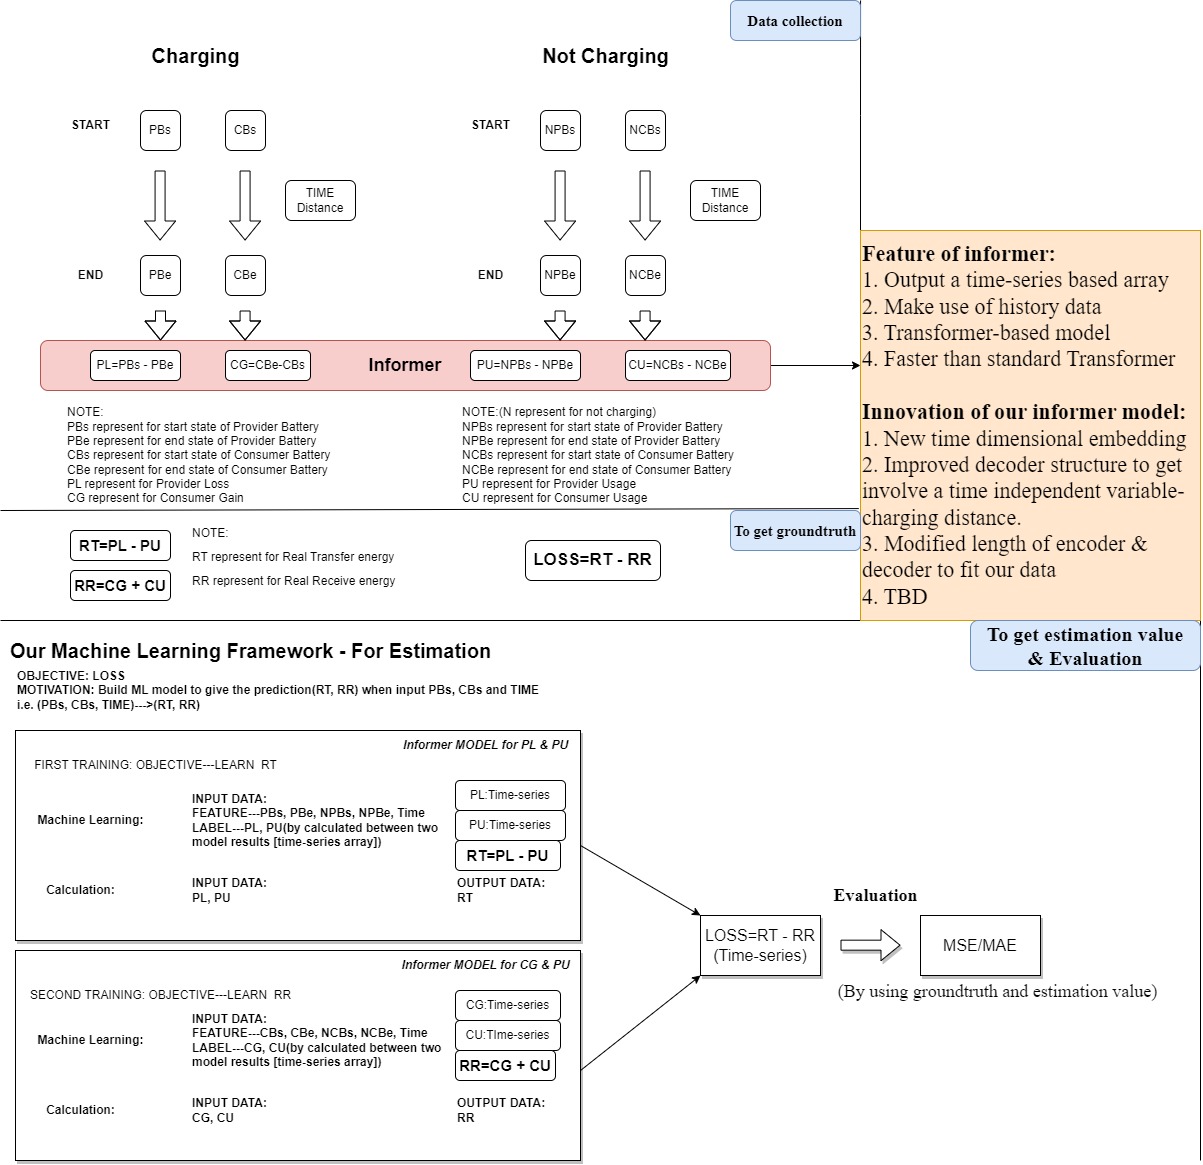 Data collection
Charging
Not Charging
START
PBs
CBs
START
NPBs
NCBs
TIME
Distance
TIME
Distance
END
PBe
CBe
END
NPBe
NCBe
PL=PBs - PBe
CG=CBe-CBs
Informer
PU=NPBs - NPBe
CU=NCBs - NCBe
NOTE:
PBs represent for start state of Provider Battery
PBe represent for end state of Provider Battery
CBs represent for start state of Consumer Battery
CBe represent for end state of Consumer Battery
PL represent for Provider Loss
CG represent for Consumer Gain
NOTE:(N represent for not charging)
NPBs represent for start state of Provider Battery
NPBe represent for end state of Provider Battery
NCBs represent for start state of Consumer Battery
NCBe represent for end state of Consumer Battery
PU represent for Provider Usage
CU represent for Consumer Usage
Feature of informer:
1. Output a time-series based array
2. Make use of history data
3. Transformer-based model
4. Faster than standard Transformer
Innovation of our informer model:
1. New time dimensional embedding
2. Improved decoder structure to get
involve a time independent variable-
charging distance.
3. Modified length of encoder &
decoder to fit our data
4. TBD
To get groundtruth
RT=PL - PU
RR=CG + CU
NOTE:
RT represent for Real Transfer energy
RR represent for Real Receive energy
LOSS=RT - RR
To get estimation value
& Evaluation
Our Machine Learning Framework - For Estimation
OBJECTIVE: LOSS
MOTIVATION: Build ML model to give the prediction(RT, RR) when input PBs, CBs and TIME
i.e. (PBs, CBs, TIME)--->(RT, RR)
Informer MODEL for PL & PU
FIRST TRAINING: OBJECTIVE---LEARN RT
Machine Learning:
INPUT DATA:
FEATURE---PBs, PBe, NPBs, NPBe, Time
LABEL---PL, PU(by calculated between two
model results [time-series array])
PL:Time-series
PU:Time-series
RT=PL - PU
Calculation:
INPUT DATA:
PL, PU
OUTPUT DATA:
RT
Informer MODEL for CG & PU
SECOND TRAINING: OBJECTIVE---LEARN RR
Machine Learning:
INPUT DATA:
FEATURE---CBs, CBe, NCBs, NCBe, Time
LABEL---CG, CU(by calculated between two
model results [time-series array])
CG:Time-series
CU:TIme-series
RR=CG + CU
Calculation:
INPUT DATA:
CG, CU
OUTPUT DATA:
RR
LOSS=RT - RR
(Time-series)
Evaluation
MSE/MAE
(By using groundtruth and estimation value)